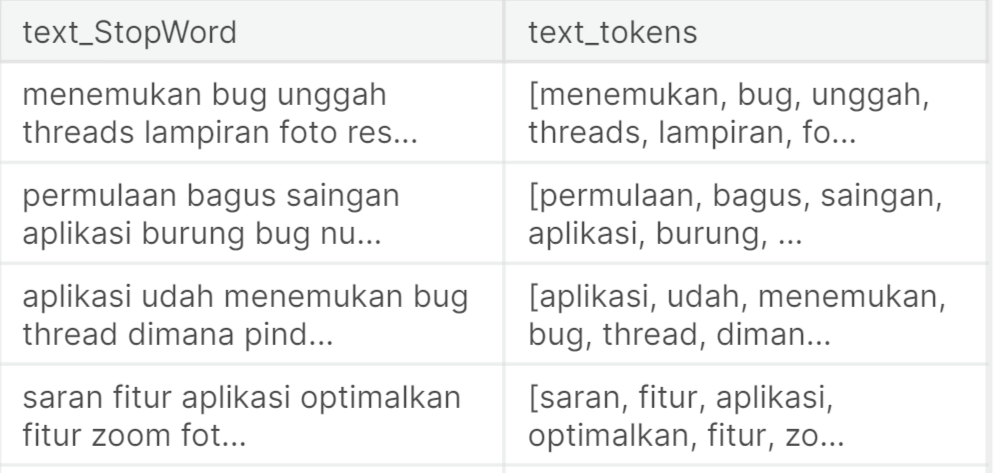 text_StopWord
text_tokens
menemukan bug unggah
threads lampiran foto res...
[menemukan, bug, unggah,
threads, lampiran, fo...
permulaan bagus saingan
aplikasi burung bug nu...
[permulaan, bagus, saingan,
aplikasi, burung, ...
aplikasi udah menemukan bug
thread dimana pind...
[aplikasi, udah, menemukan,
bug, thread, diman...
saran fitur aplikasi optimalkan
fitur zoom fot...
[saran, fitur, aplikasi,
optimalkan, fitur, zo...